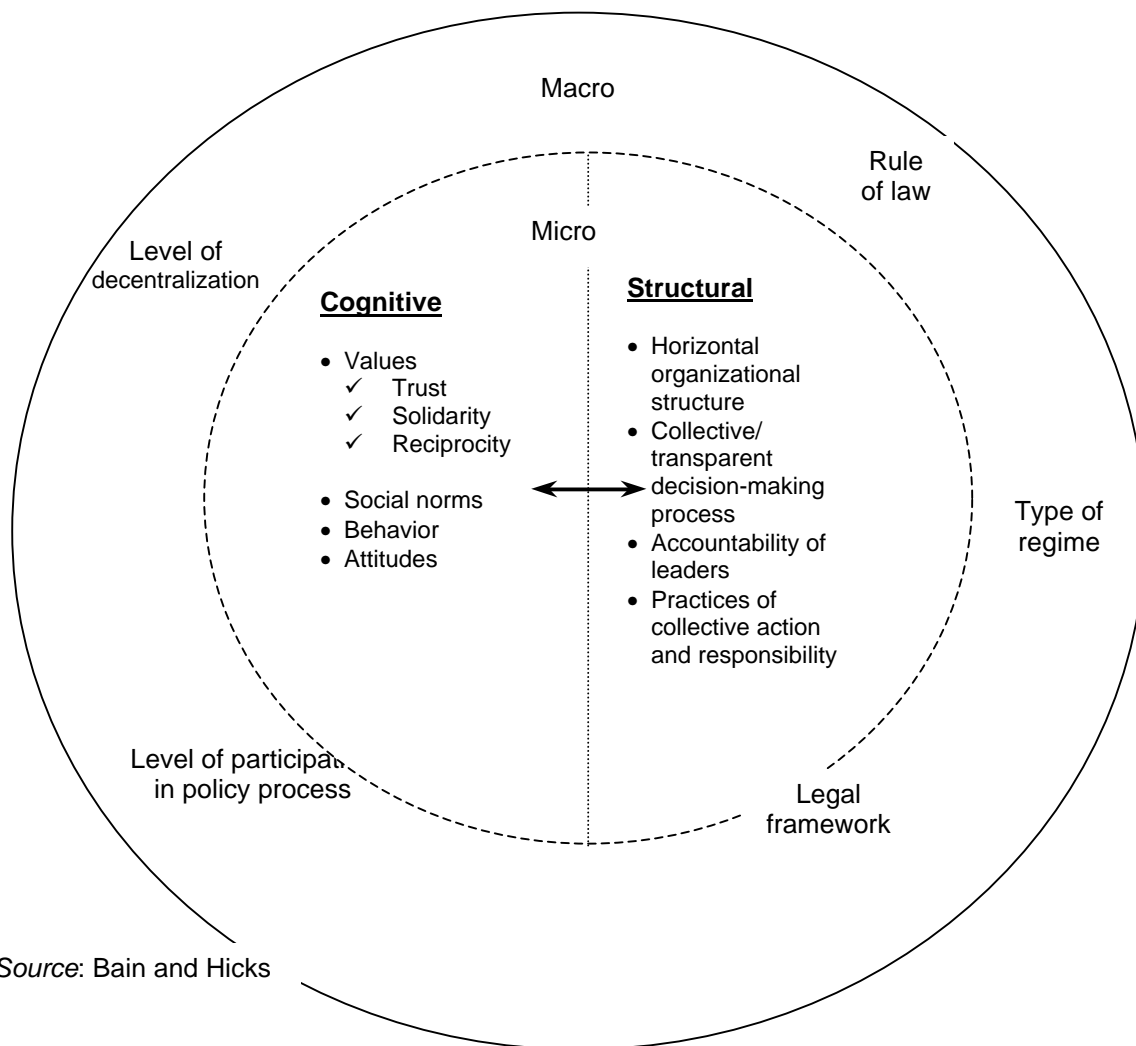 Macro
Rule
of law
Micro
Level of
decentralization
Cognitive
• Values
✓ Trust
✓ Solidarity
✓ Reciprocity
• Social norms
• Behavior
• Attitudes
Structural
• Horizontal
organizational
structure
• Collective/
transparent
decision-making
process
• Accountability of
leaders
• Practices of
collective action
and responsibility
Type of
regime
Level of
in policy process
Legal
framework
Source: Bain and Hicks